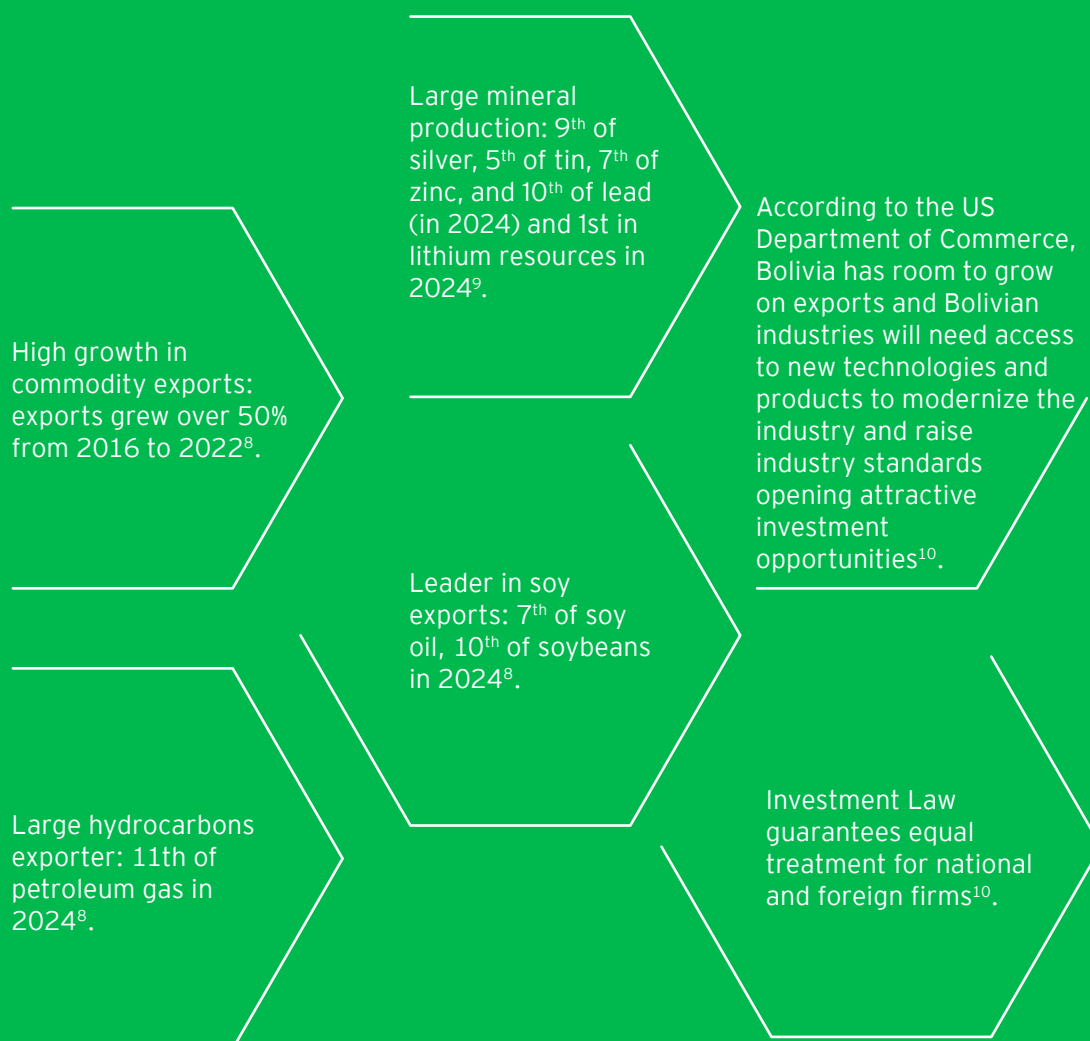 Large mineral
production: 9th of
silver, 5th of tin, 7th of
zinc, and 10th of lead
(in 2024) and 1st in
lithium resources in
2024⁹.
According to the US
Department of Commerce,
Bolivia has room to grow
on exports and Bolivian
industries will need access
to new technologies and
products to modernize the
industry and raise
industry standards
opening attractive
investment
opportunities¹⁰.
High growth in
commodity exports:
exports grew over 50%
from 2016 to 2022⁸.
Leader in soy
exports: 7th of soy
oil, 10th of soybeans
in 2024⁸.
Large hydrocarbons
exporter: 11th of
petroleum gas in
2024⁸.
Investment Law
guarantees equal
treatment for national
and foreign firms¹⁰.